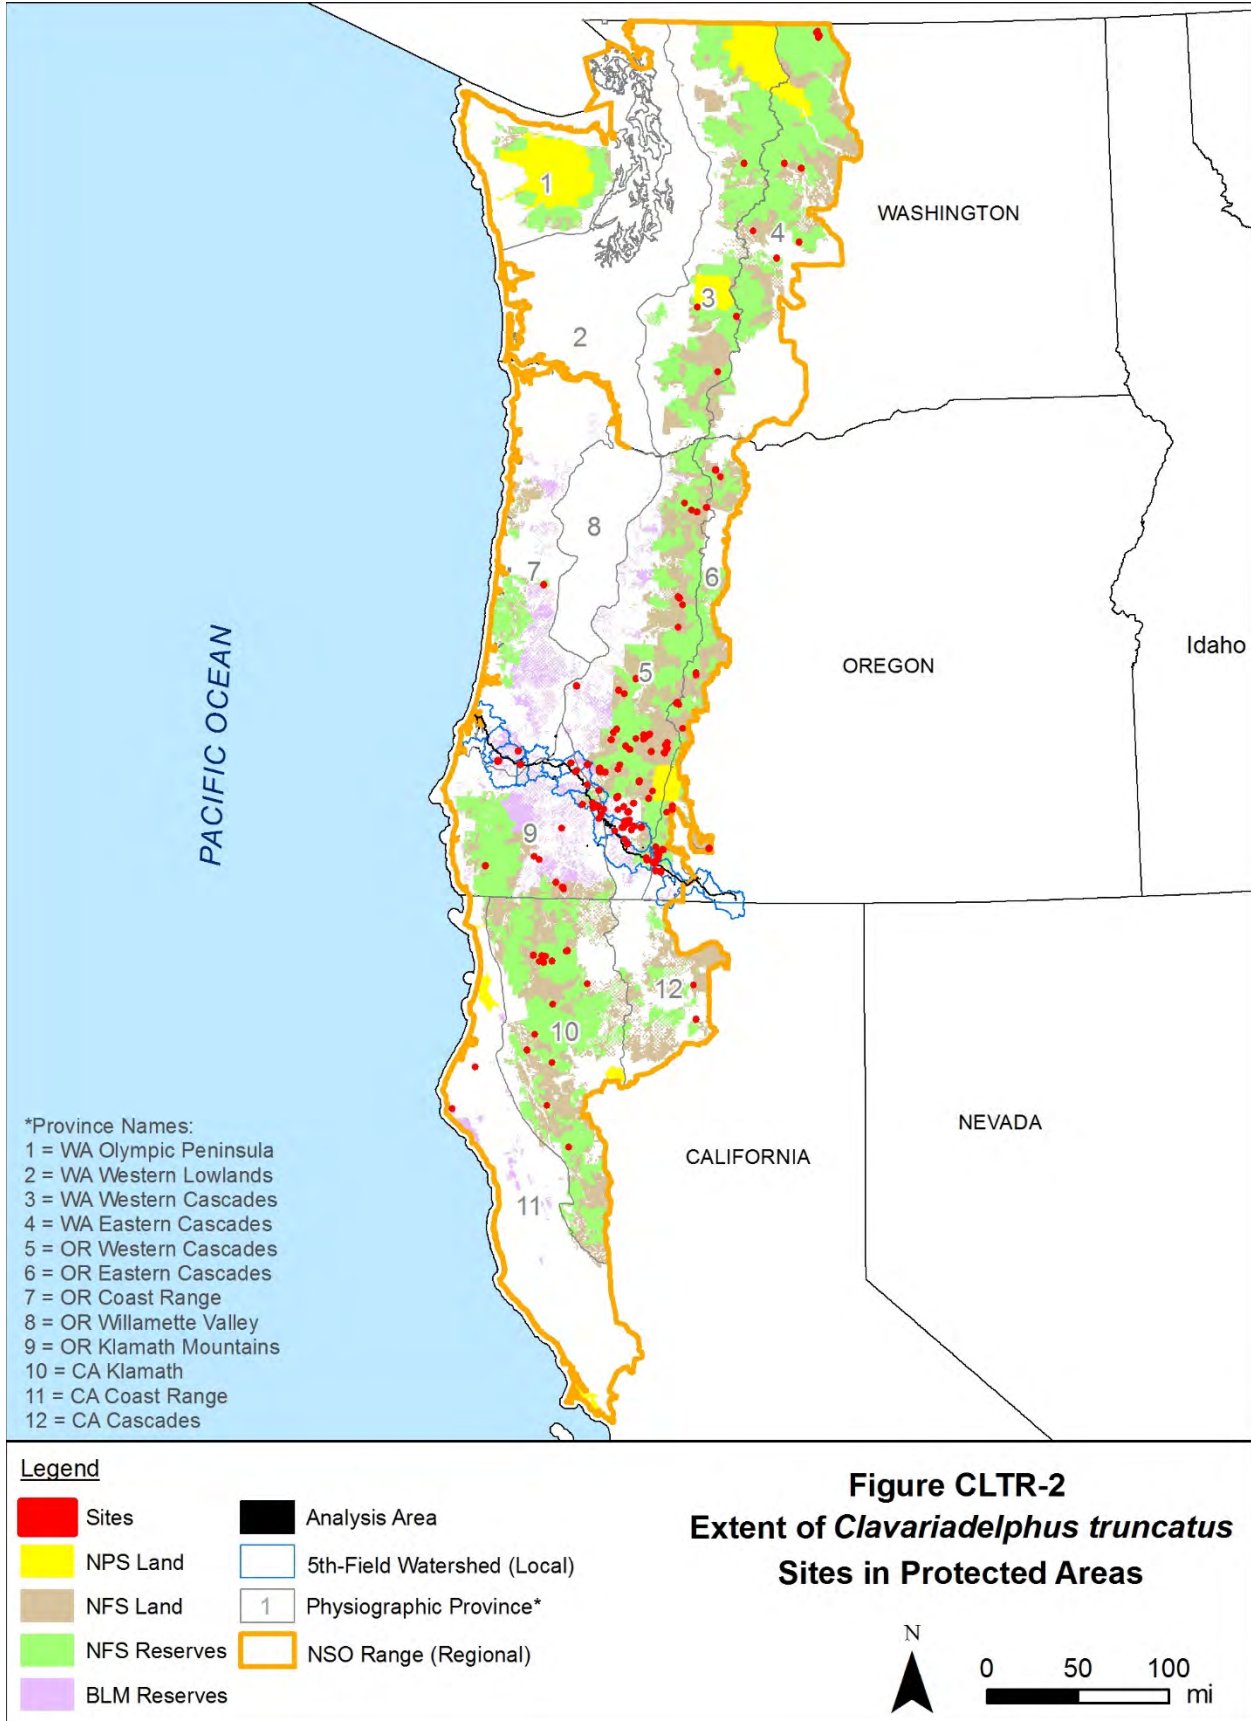 1
WASHINGTON
4
3
2
8
7
6
Idaho
5
OREGON
PACIFIC OCEAN
9
12
10
NEVADA
CALIFORNIA
11
*Province Names:
1 = WA Olympic Peninsula
2 = WA Western Lowlands
3 = WA Western Cascades
4 = WA Eastern Cascades
5 = OR Western Cascades
6 = OR Eastern Cascades
7 = OR Coast Range
8 = OR Willamette Valley
9 = OR Klamath Mountains
10 = CA Klamath
11 = CA Coast Range
12 = CA Cascades
Legend
Sites
NPS Land
NFS Land
NFS Reserves
BLM Reserves
Analysis Area
5th-Field Watershed (Local)
1 Physiographic Province*
NSO Range (Regional)
Figure CLTR-2
Extent of Clavariadelphus truncatus
Sites in Protected Areas
N
0 50 100
mi